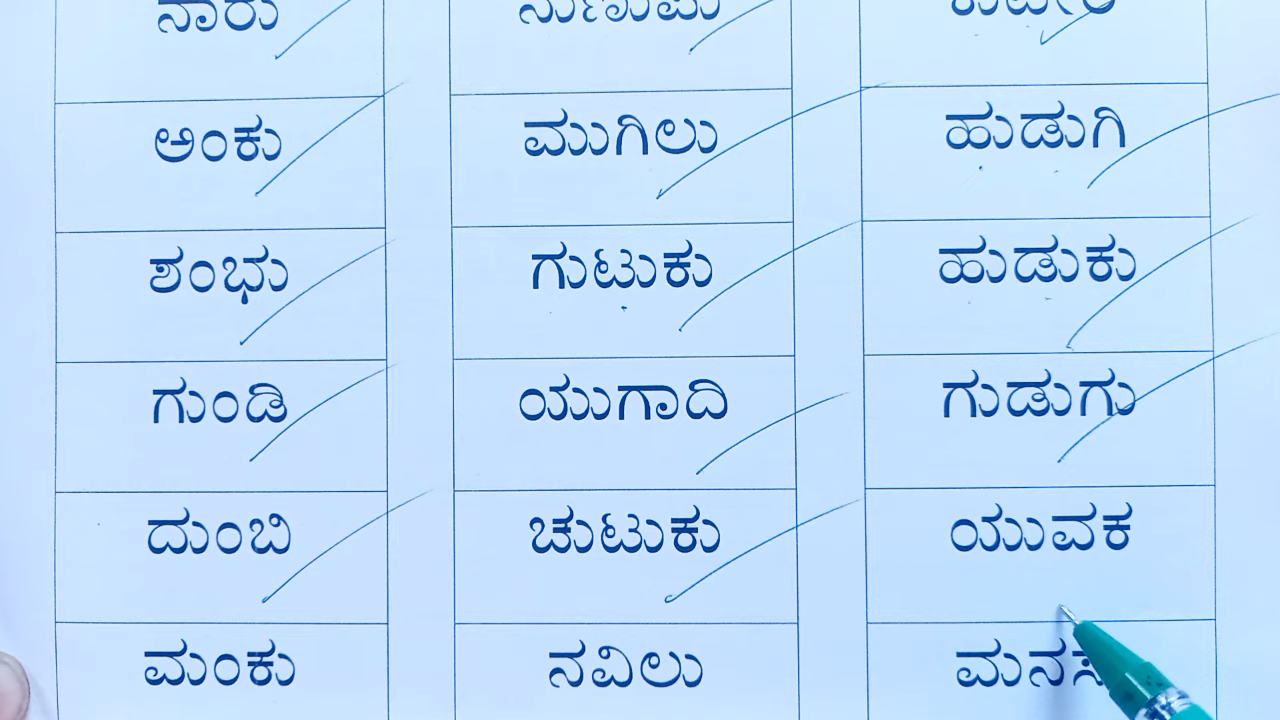 ನಾರು
ಅಂಕು ಮುಗಿಲು ಹುಡುಗಿ
ಶಂಭು ಗುಟುಕು ಹುಡುಕು
ಗುಂಡಿ ಯುಗಾದಿ ಗುಡುಗು
ದುಂಬಿ ಚುಟುಕು ಯುವಕ
ಮಂಕು ನವಿಲು